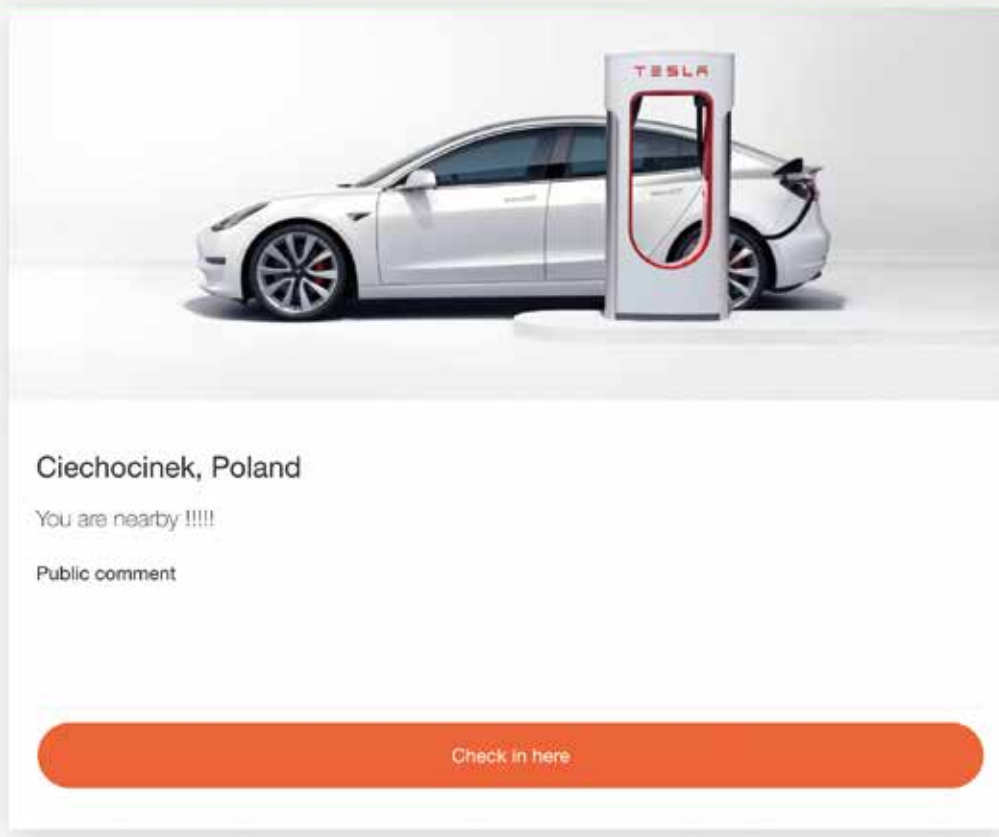 TESLA
Ciechocinek, Poland
You are nearby !!!!!
Public comment
Check in here